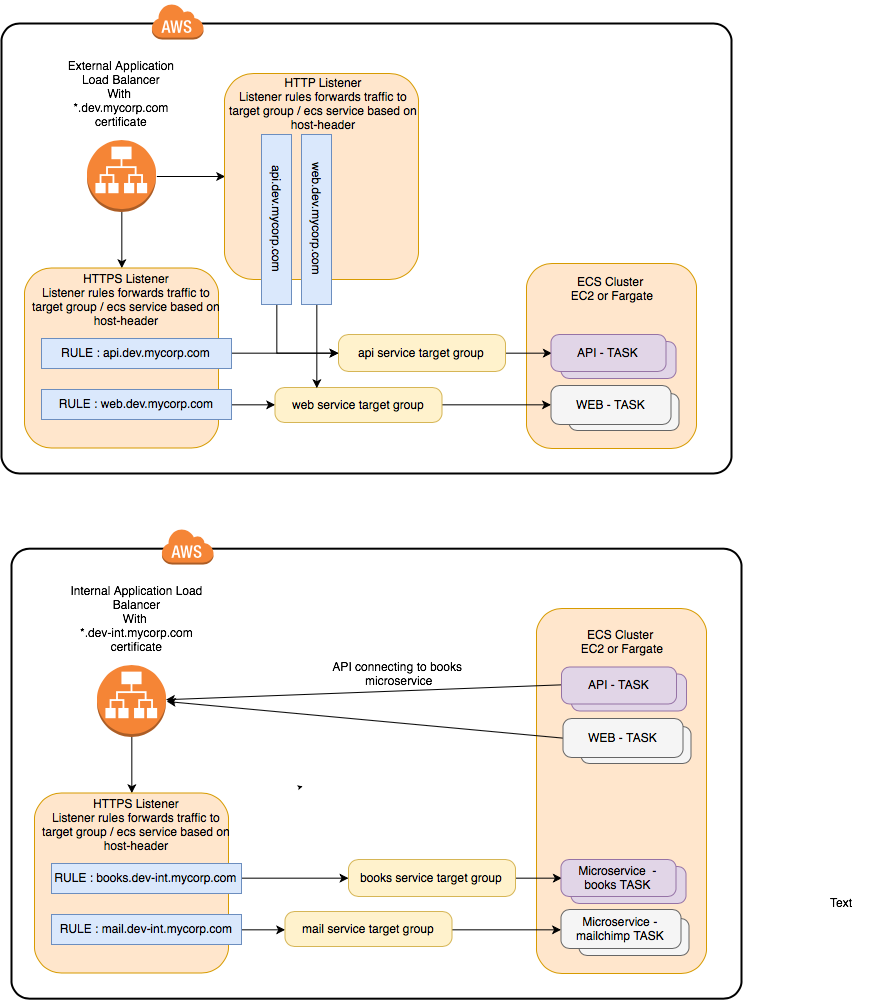 AWS
External Application
Load Balancer
With
*.dev.mycorp.com
certificate
HTTP Listener
Listener rules forwards traffic to
target group / ecs service based on
host-header
api.dev.mycorp.com
web.dev.mycorp.com
HTTPS Listener
Listener rules forwards traffic to
target group / ecs service based on
host-header
RULE : api.dev.mycorp.com
RULE : web.dev.mycorp.com
api service target group
web service target group
ECS Cluster
EC2 or Fargate
API - TASK
WEB - TASK
AWS
Internal Application Load
Balancer
With
*.dev-int.mycorp.com
certificate
API connecting to books
microservice
ECS Cluster
EC2 or Fargate
API - TASK
WEB - TASK
HTTPS Listener
Listener rules forwards traffic to
target group / ecs service based on
host-header
RULE : books.dev-int.mycorp.com
RULE : mail.dev-int.mycorp.com
books service target group
mail service target group
Microservice -
books TASK
Microservice -
mailchimp TASK
Text